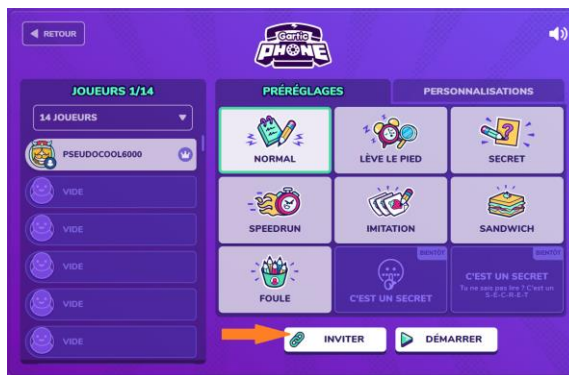 RETOUR
Gartic
PHONE
JOUEURS 1/14
14 JOUEURS
PSEUDOCOOL6000
VIDE
VIDE
VIDE
VIDE
VIDE
PRÉRÉGLAGES
PERSONNALISATIONS
NORMAL
LÈVE LE PIED
SECRET
SPEEDRUN
IMITATION
SANDWICH
FOULE
BIENTÔT
C'EST UN SECRET
BIENTÔT
C'EST UN SECRET
Tu ne sais pas lire ? C'est un
S-E-C-R-E-T
INVITER
DÉMARRER